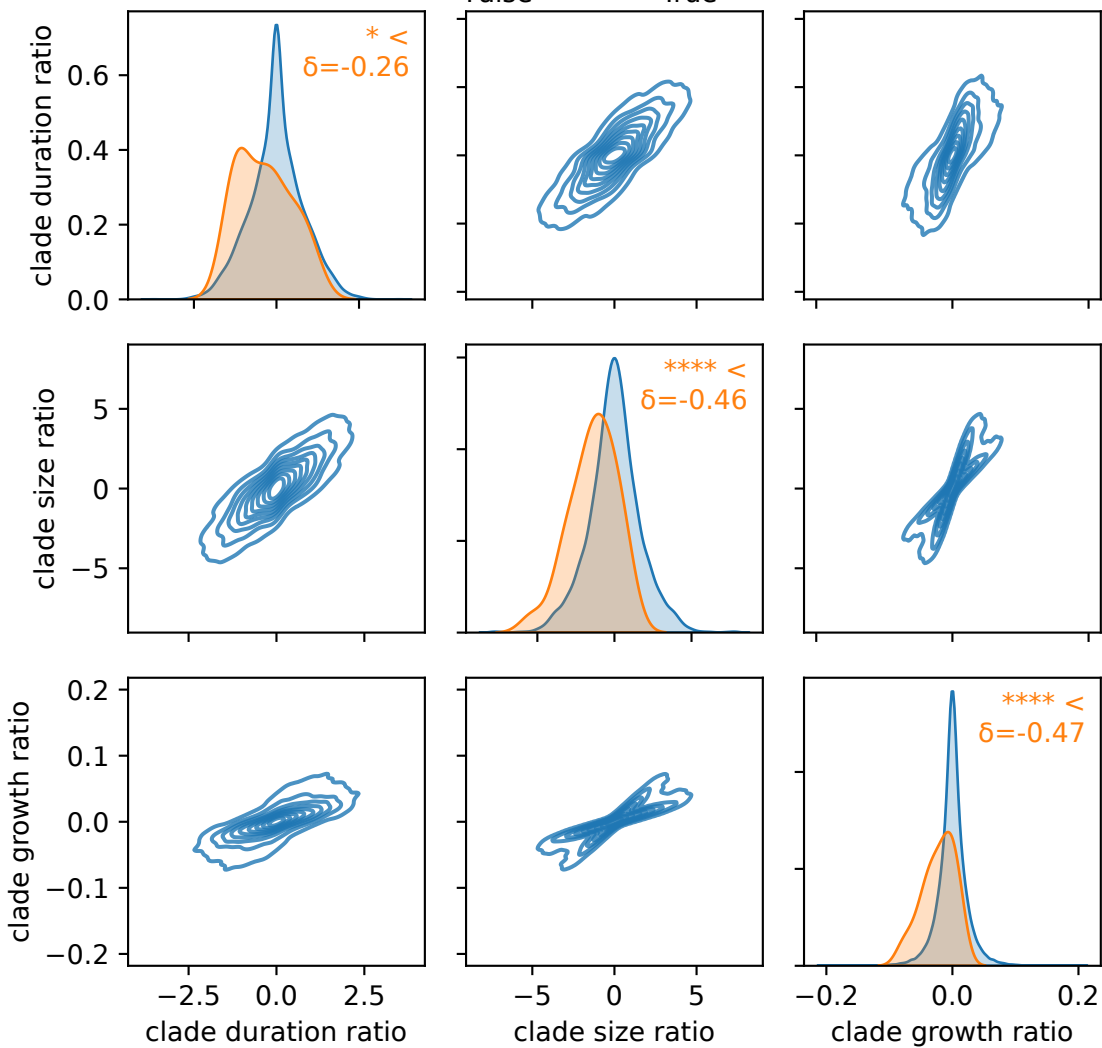 clade duration ratio
0.6
0.4
0.2
0.0
* <
δ=-0.26
clade size ratio
5
0
−5
**** <
δ=-0.46
clade growth ratio
0.2
0.1
0.0
−0.1
−0.2
**** <
δ=-0.47
−2.5 0.0 2.5
−5 0 5
−0.2 0.0 0.2
clade duration ratio
clade size ratio
clade growth ratio